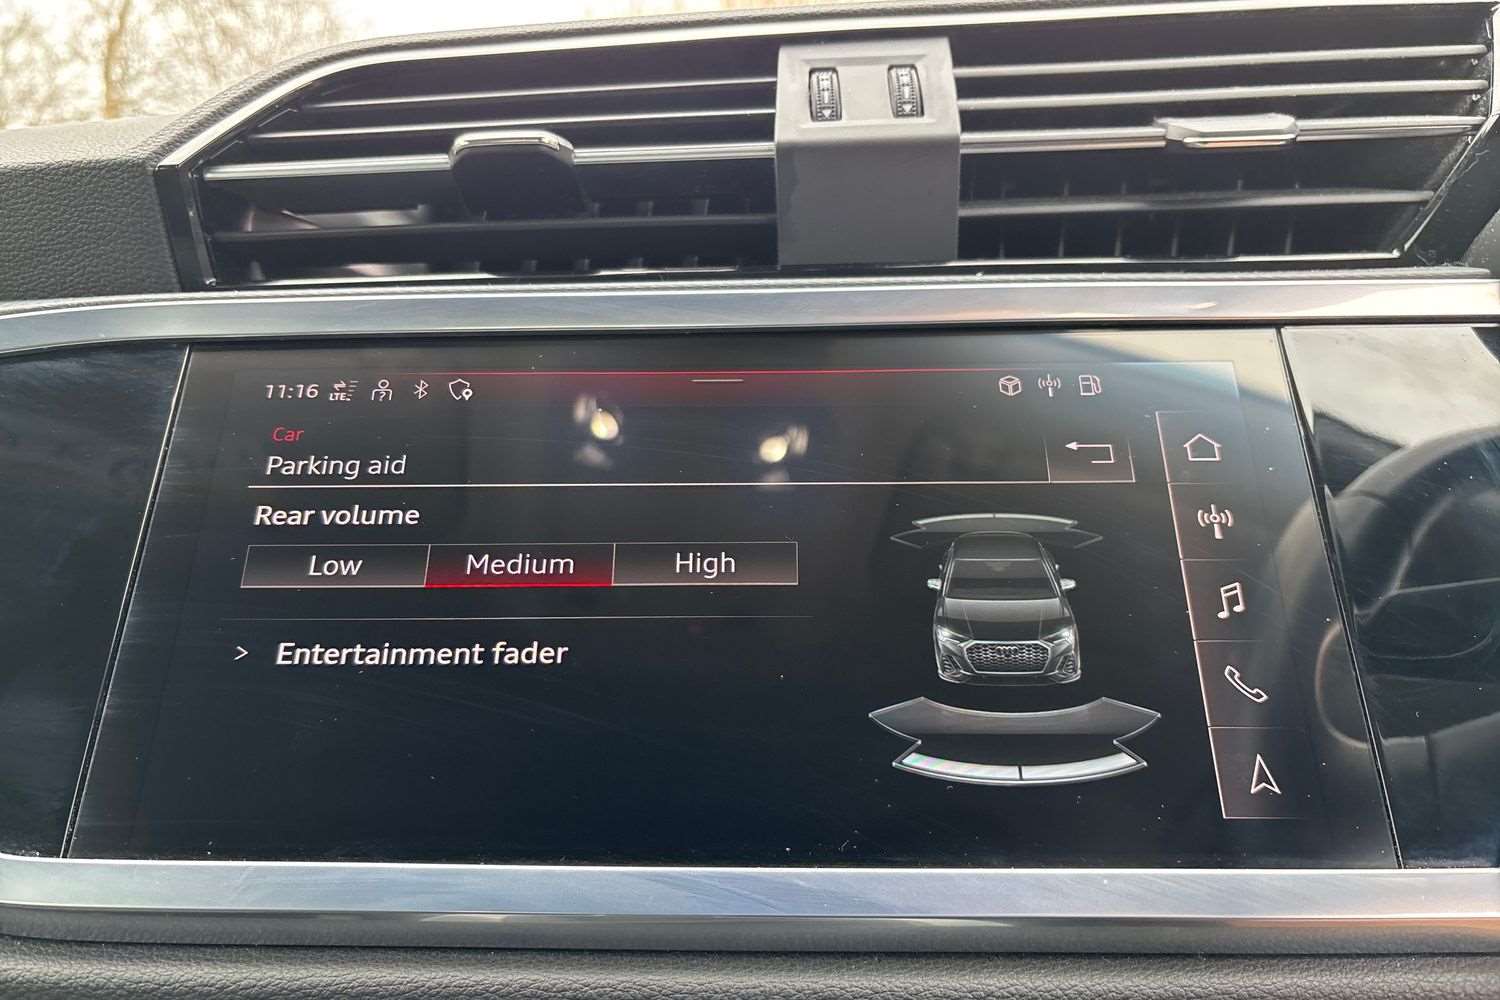 11:16 LTE
Car
Parking aid
Rear volume
Low Medium High
> Entertainment fader